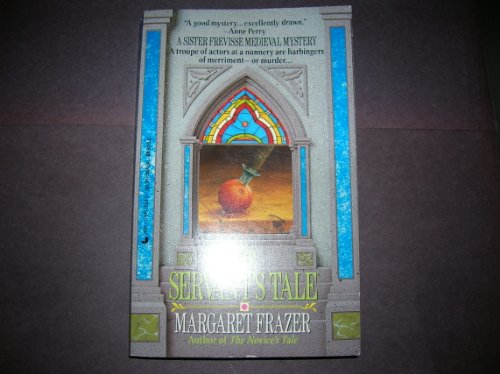 "A good mystery...excellently drawn."
—Anne Perry
A SISTER FREVISSE MEDIEVAL MYSTERY
A troupe of actors at a nunnery are harbingers
of merriment—or murder...
SERVANT'S TALE
MARGARET FRAZER
Author of The Novice's Tale